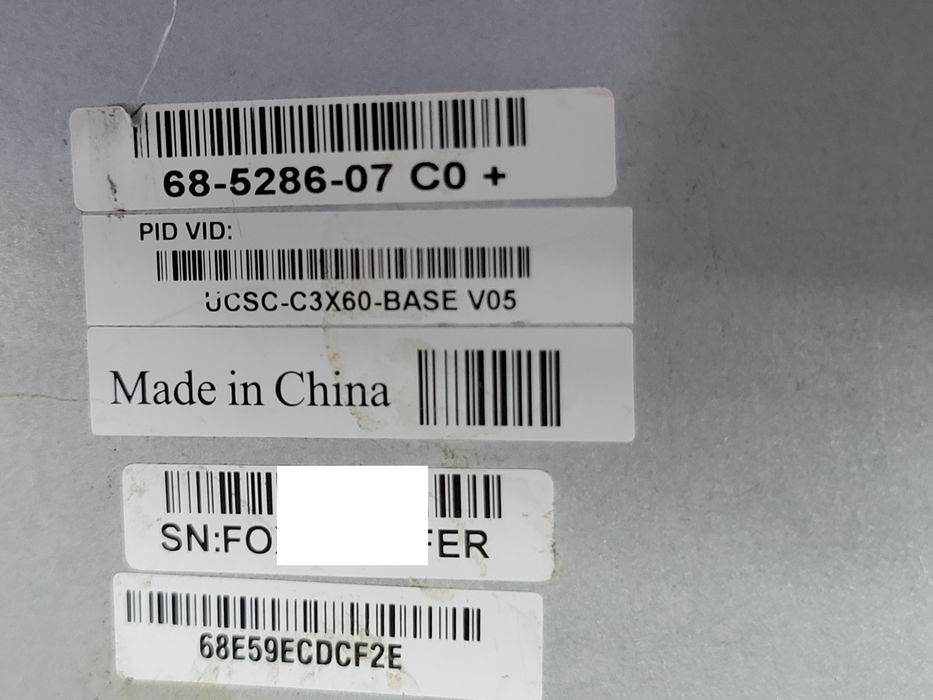 68-5286-07 C0 +
PID VID:
UCSC-C3X60-BASE V05
Made in China
SN:FO FER
68E59ECDCF2E